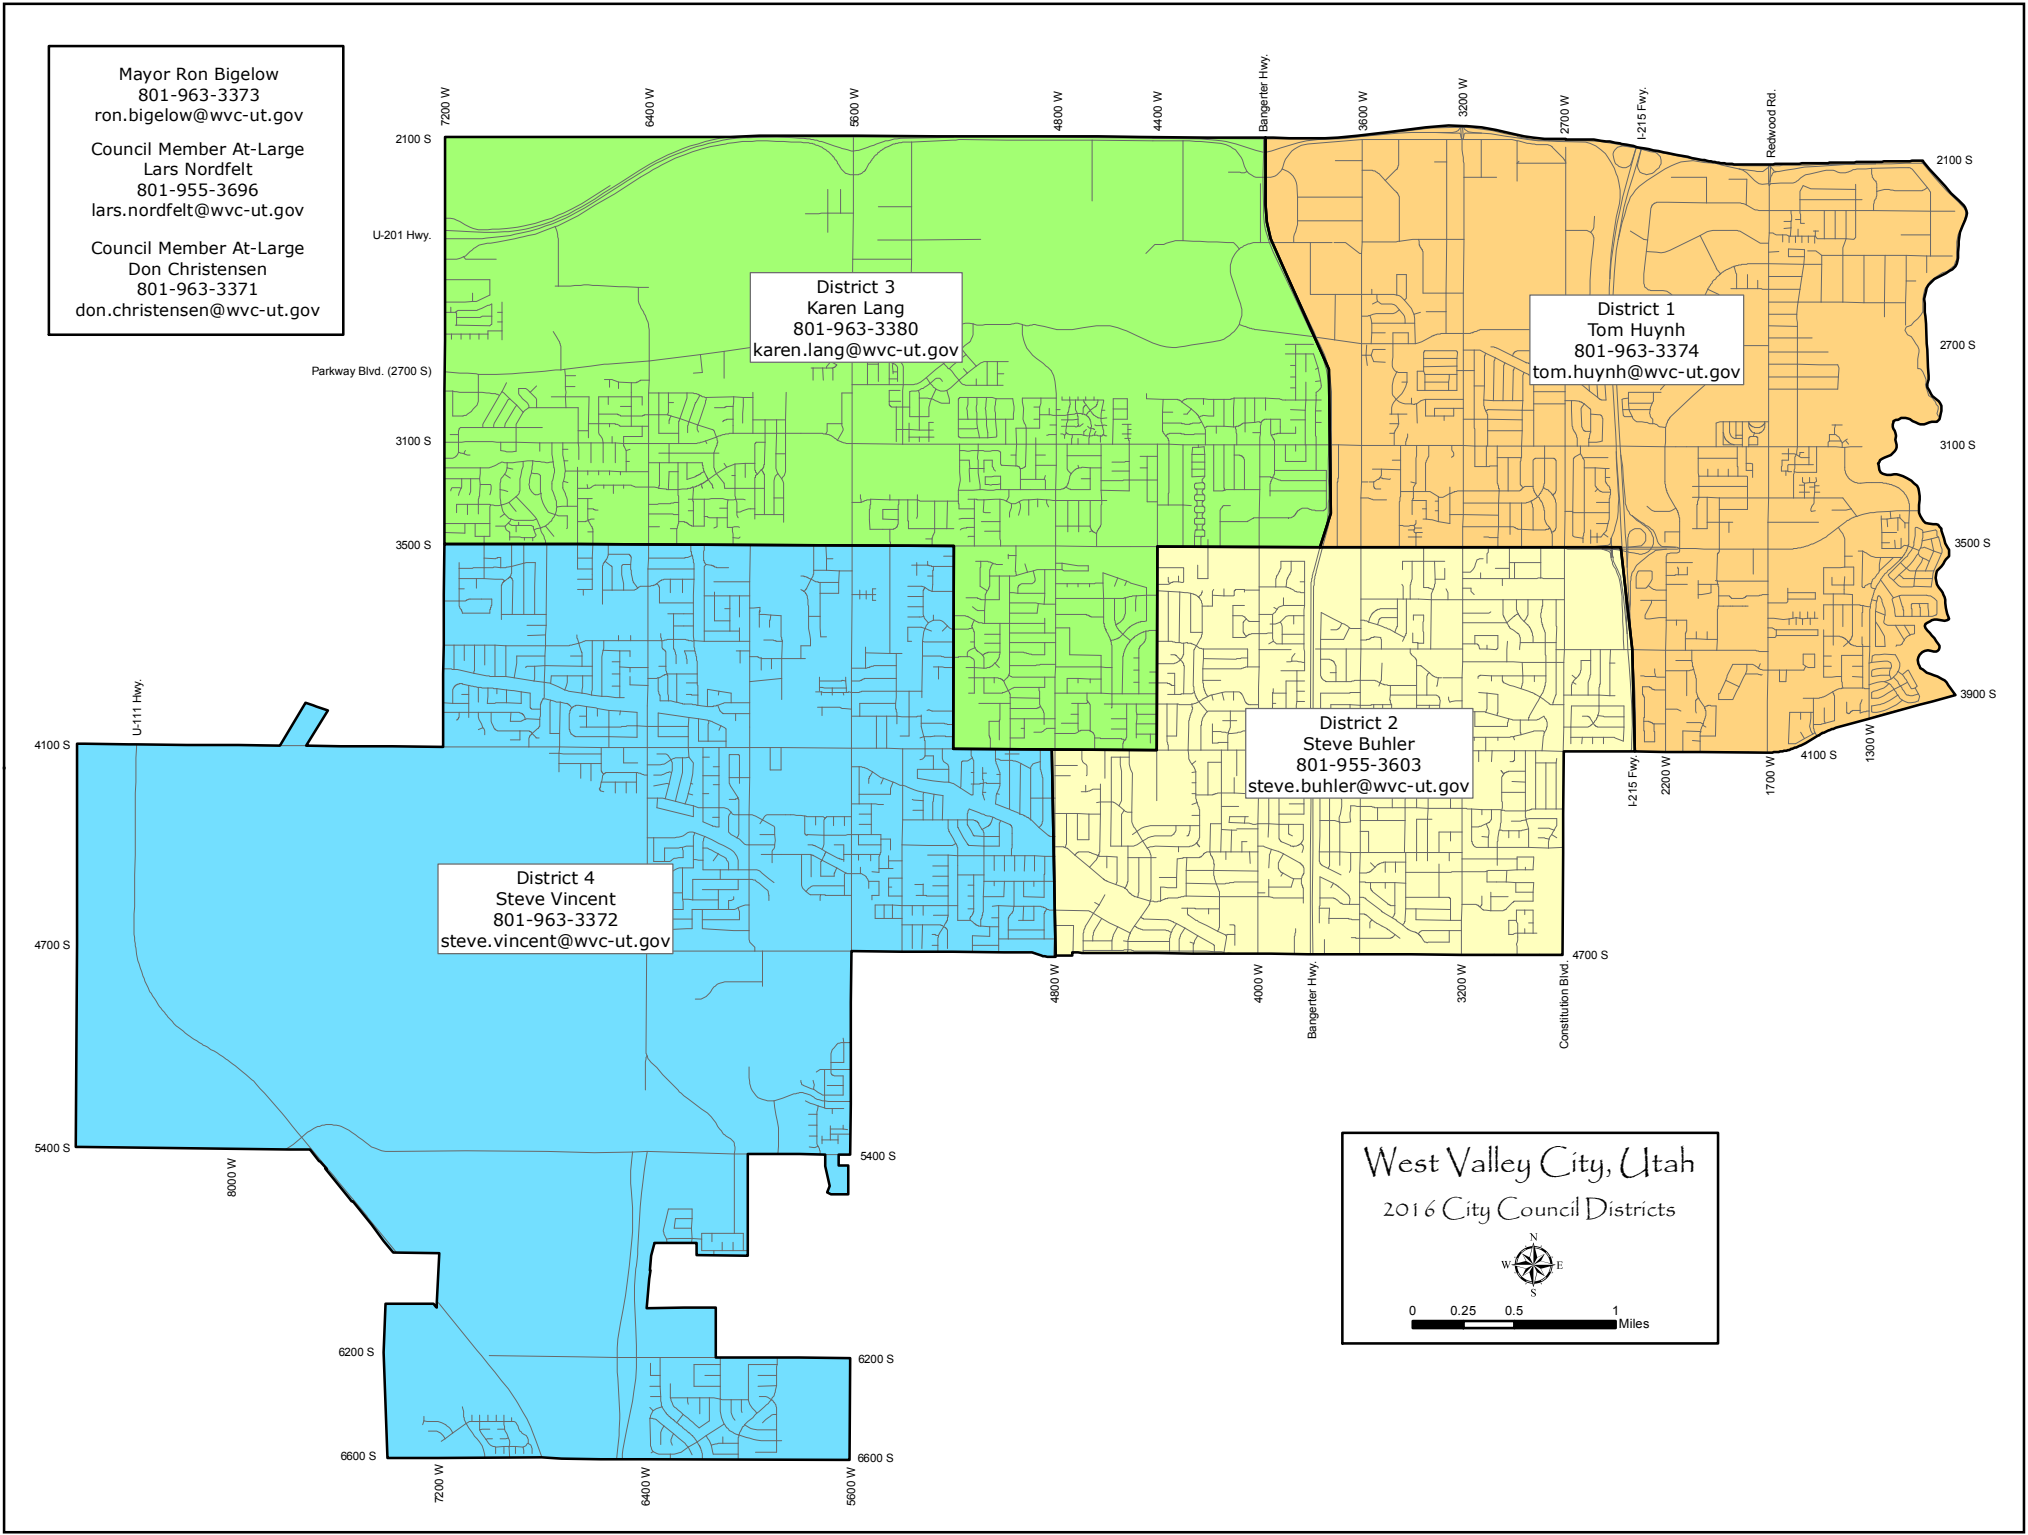 Mayor Ron Bigelow
801-963-3373
ron.bigelow@wvc-ut.gov
Council Member At-Large
Lars Nordfelt
801-955-3696
lars.nordfelt@wvc-ut.gov
Council Member At-Large
Don Christensen
801-963-3371
don.christensen@wvc-ut.gov
7200 W
6400 W
5600 W
4800 W
4400 W
Bangerter Hwy.
3600 W
3200 W
2700 W
I-215 Fwy.
Redwood Rd.
2100 S
2100 S
U-201 Hwy.
District 3
Karen Lang
801-963-3380
karen.lang@wvc-ut.gov
District 1
Tom Huynh
801-963-3374
tom.huynh@wvc-ut.gov
2700 S
Parkway Blvd. (2700 S)
3100 S
3100 S
3500 S
3500 S
U-111 Hwy.
3900 S
District 2
Steve Buhler
801-955-3603
steve.buhler@wvc-ut.gov
4100 S
4100 S
I-215 Fwy.
2200 W
1700 W
1300 W
District 4
Steve Vincent
801-963-3372
steve.vincent@wvc-ut.gov
4700 S
4700 S
4800 W
4000 W
Bangerter Hwy.
3200 W
Constitution Blvd.
5400 S
5400 S
8000 W
West Valley City, Utah
2016 City Council Districts
N
W
E
S
0
0.25
0.5
1
Miles
6200 S
6200 S
6600 S
6600 S
7200 W
6400 W
5600 W